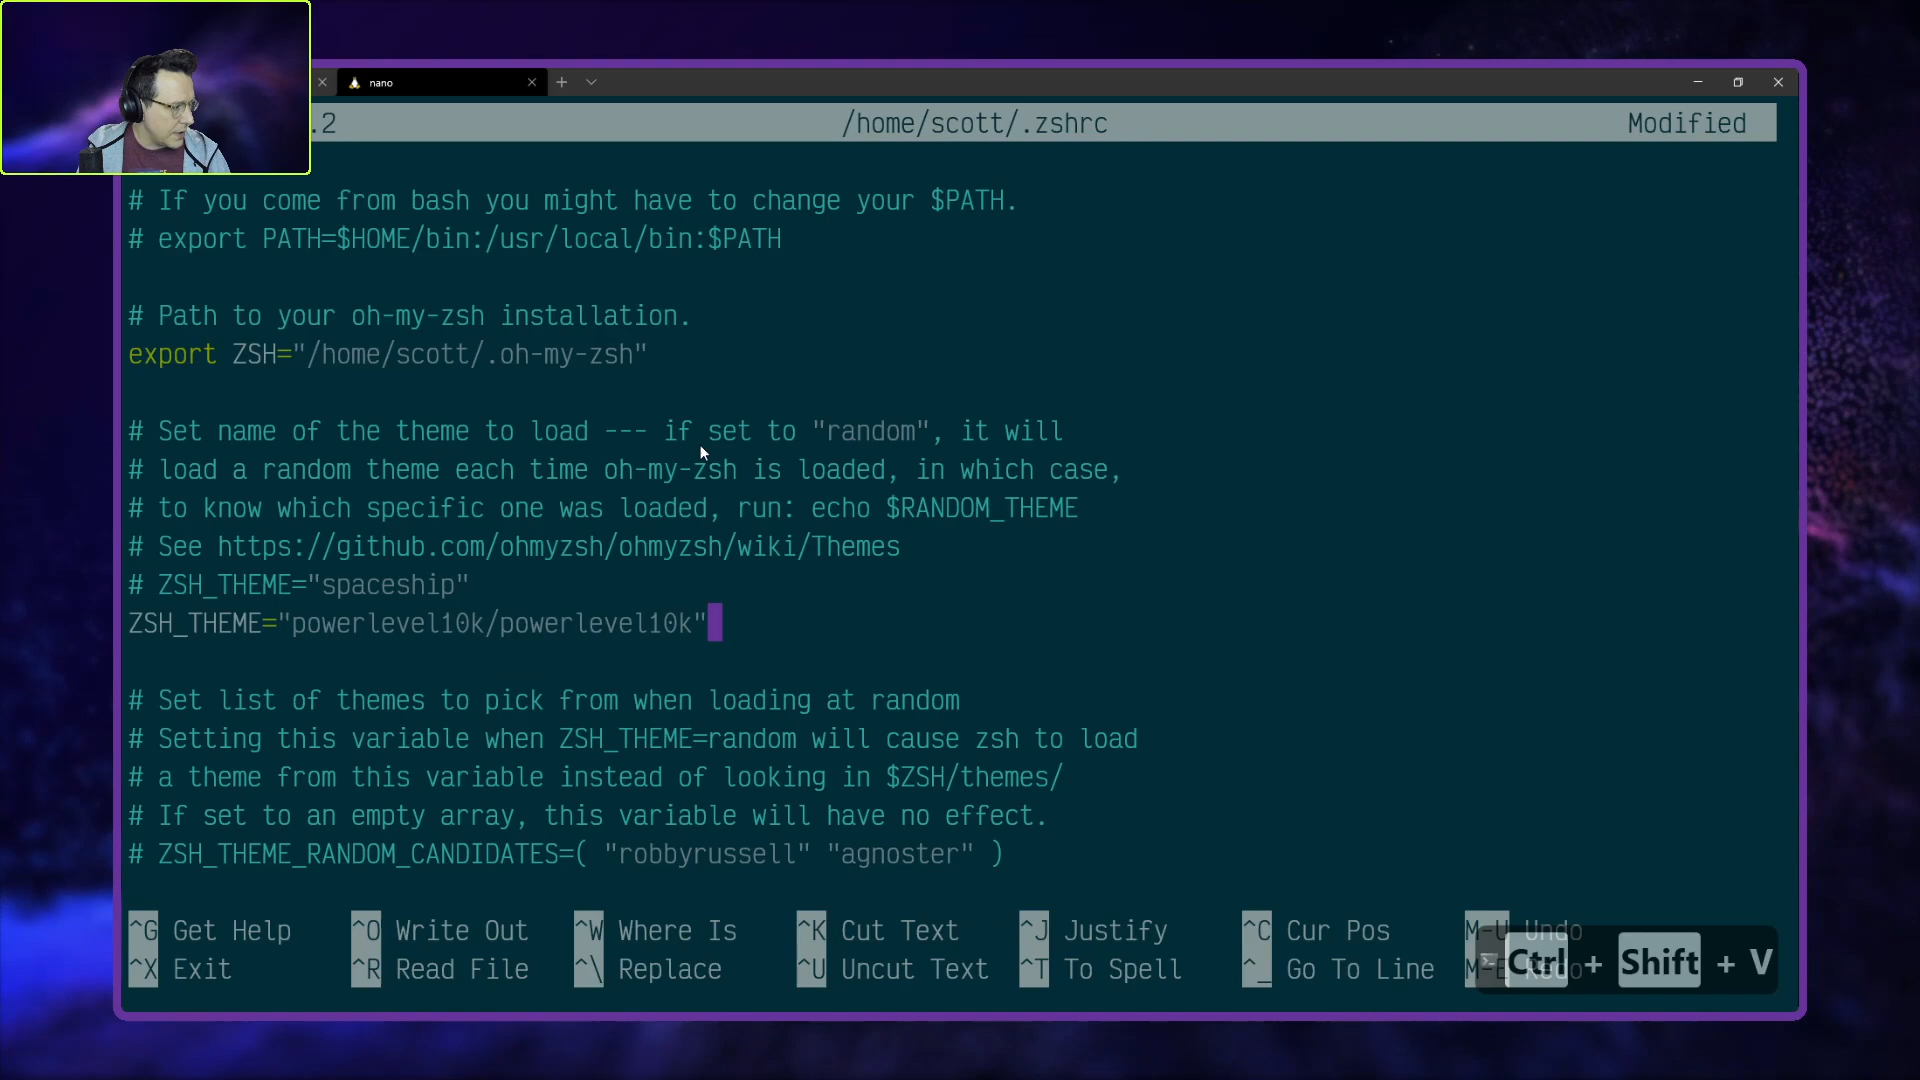 nano
.2 /home/scott/.zshrc Modified
# If you come from bash you might have to change your $PATH.
# export PATH=$HOME/bin:/usr/local/bin:$PATH
# Path to your oh-my-zsh installation.
export ZSH="/home/scott/.oh-my-zsh"
# Set name of the theme to load --- if set to "random", it will
# load a random theme each time oh-my-zsh is loaded, in which case,
# to know which specific one was loaded, run: echo $RANDOM_THEME
# See https://github.com/ohmyzsh/ohmyzsh/wiki/Themes
# ZSH_THEME="spaceship"
ZSH_THEME="powerlevel10k/powerlevel10k"
# Set list of themes to pick from when loading at random
# Setting this variable when ZSH_THEME=random will cause zsh to load
# a theme from this variable instead of looking in $ZSH/themes/
# If set to an empty array, this variable will have no effect.
# ZSH_THEME_RANDOM_CANDIDATES=( "robbyrussell" "agnoster" )
^G Get Help ^O Write Out ^W Where Is ^K Cut Text ^J Justify ^C Cur Pos M-U Undo
^X Exit ^R Read File ^\ Replace ^U Uncut Text ^T To Spell ^_ Go To Line M-E Redo
Ctrl + Shift + V